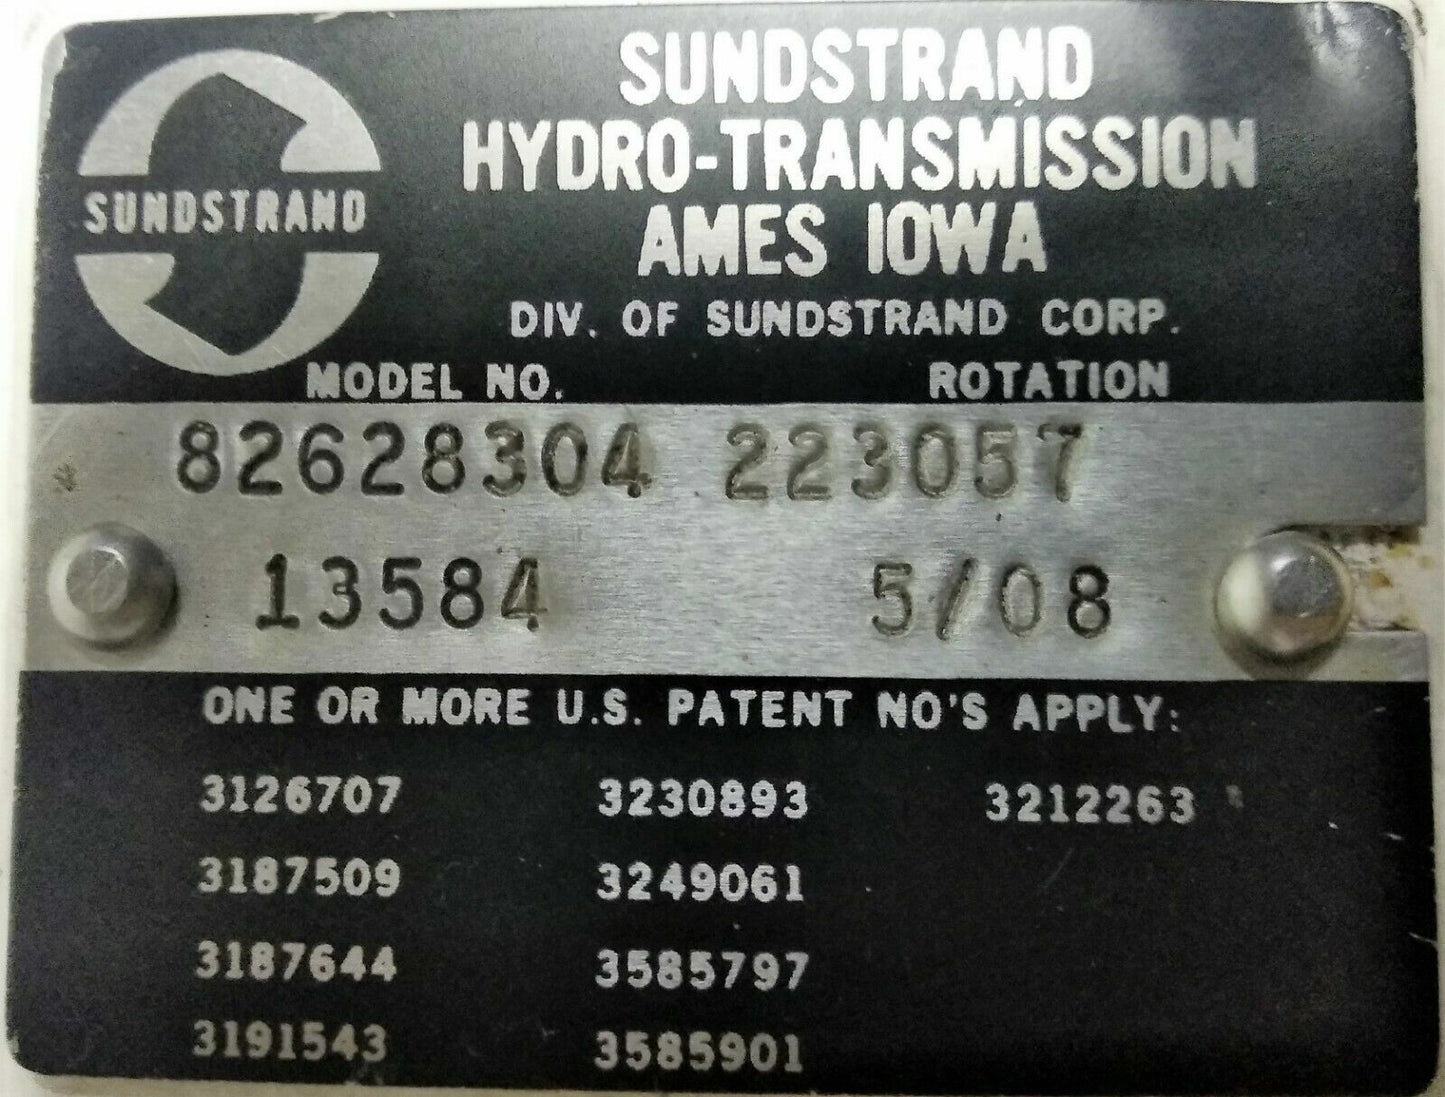 SUNDSTRAND
SUNDSTRAND
HYDRO-TRANSMISSION
AMES IOWA
DIV. OF SUNDSTRAND CORP.
MODEL NO. ROTATION
82628304 223057
13584 5/08
ONE OR MORE U.S. PATENT NO'S APPLY:
3126707 3230893 3212263
3187509 3249061
3187644 3585797
3191543 3585901